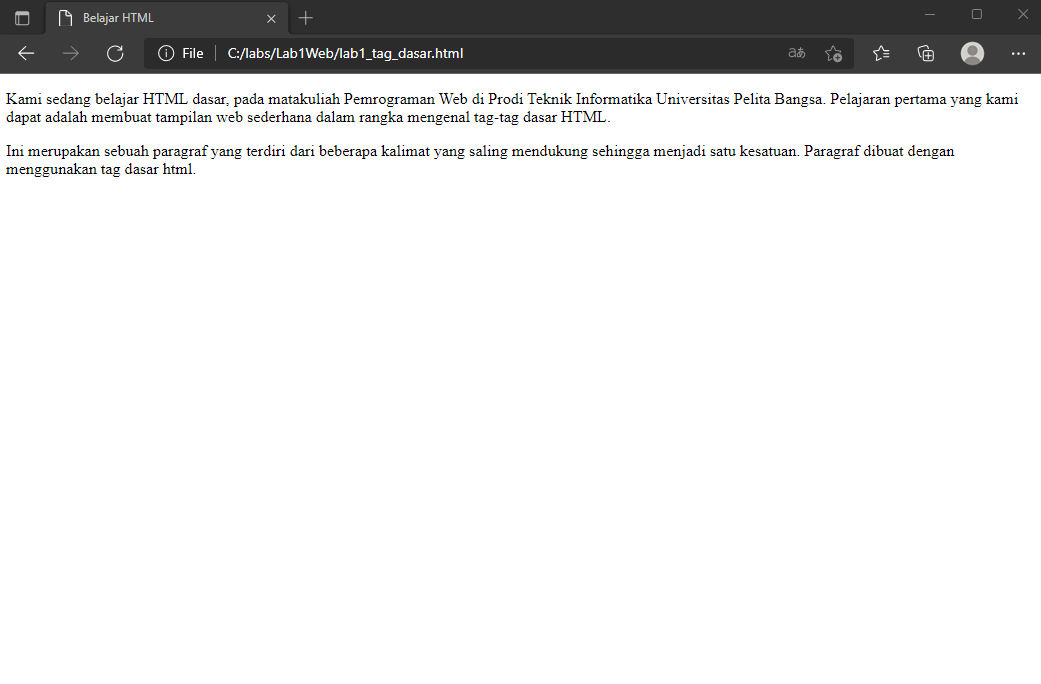 Belajar HTML
File
C:/labs/Lab1Web/lab1_tag_dasar.html
Kami sedang belajar HTML dasar, pada matakuliah Pemrograman Web di Prodi Teknik Informatika Universitas Pelita Bangsa. Pelajaran pertama yang kami
dapat adalah membuat tampilan web sederhana dalam rangka mengenal tag-tag dasar HTML.
Ini merupakan sebuah paragraf yang terdiri dari beberapa kalimat yang saling mendukung sehingga menjadi satu kesatuan. Paragraf dibuat dengan
menggunakan tag dasar html.